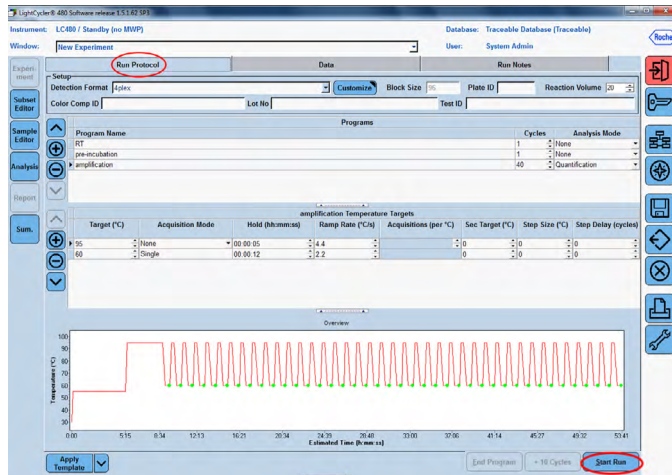 LightCycler® 480 Software release 1.5.1.62 SP3
Instrument: LC480 / Standby (no MWP) Database: Traceable Database (Traceable)
Window: New Experiment User: System Admin
Roche
Experi-
ment
Subset
Editor
Sample
Editor
Analysis
Report
Sum.
Run Protocol Data Run Notes
Setup
Detection Format 4plex Customize Block Size 96 Plate ID Reaction Volume 20
Color Comp ID Lot No Test ID
Programs
Program Name Cycles Analysis Mode
RT 1 None
pre-incubation 1 None
amplification 40 Quantification
amplification Temperature Targets
Target (°C) Acquisition Mode Hold (hh:mm:ss) Ramp Rate (°C/s) Acquisitions (per °C) Sec Target (°C) Step Size (°C) Step Delay (cycles)
95 None 00:00:05 4.4 0 0 0
60 Single 00:00:12 2.2 0 0 0
Overview
Temperature (°C)
100
90
80
70
60
50
40
30
0:00 5:15 8:34 12:53 16:21 20:34 24:39 28:40 33:00 37:06 41:14 45:27 49:32 53:41
Estimated Time (h:mm:ss)
Apply
Template
End Program +10 Cycles Start Run